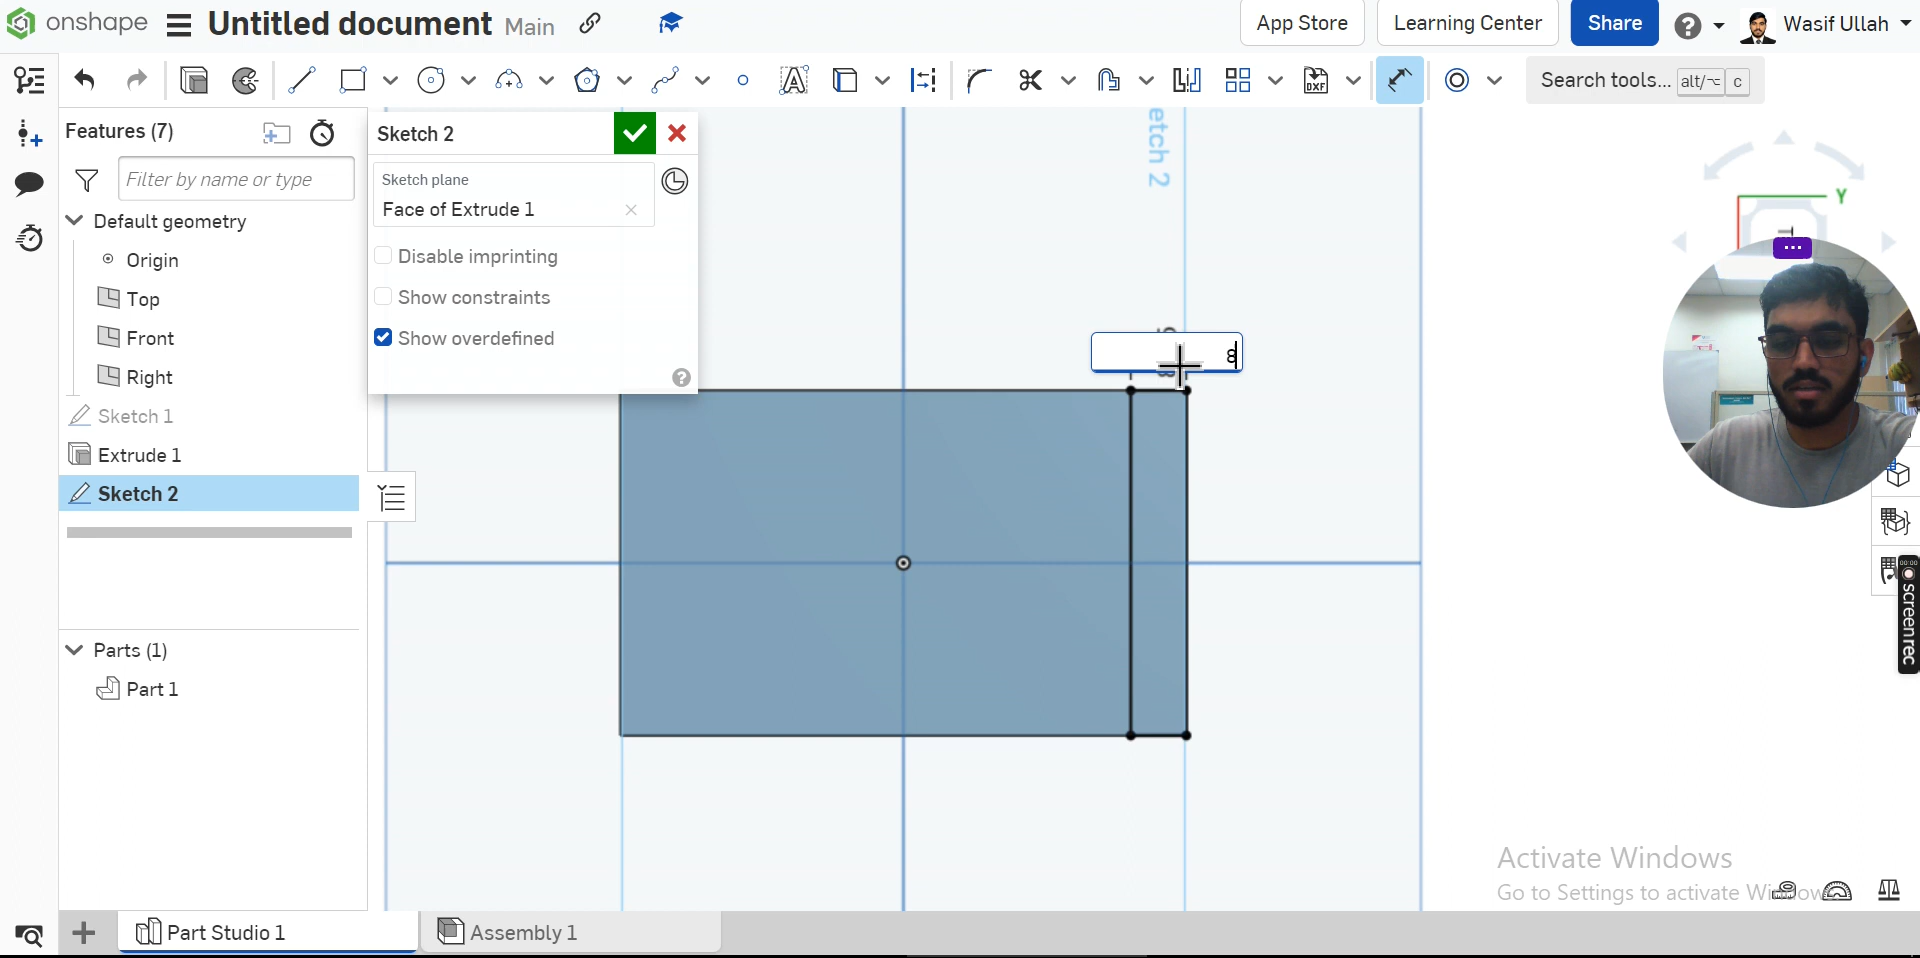 onshape Untitled document Main App Store Learning Center Share Wasif Ullah
Search tools... alt/⌥ c
Features (7)
Filter by name or type
Default geometry
Origin
Top
Front
Right
Sketch 1
Extrude 1
Sketch 2
Parts (1)
Part 1
Sketch 2
Sketch plane
Face of Extrude 1
Disable imprinting
Show constraints
Show overdefined
etch 2
8
Y
00:00
screenrec
Activate Windows
Go to Settings to activate
Part Studio 1
Assembly 1